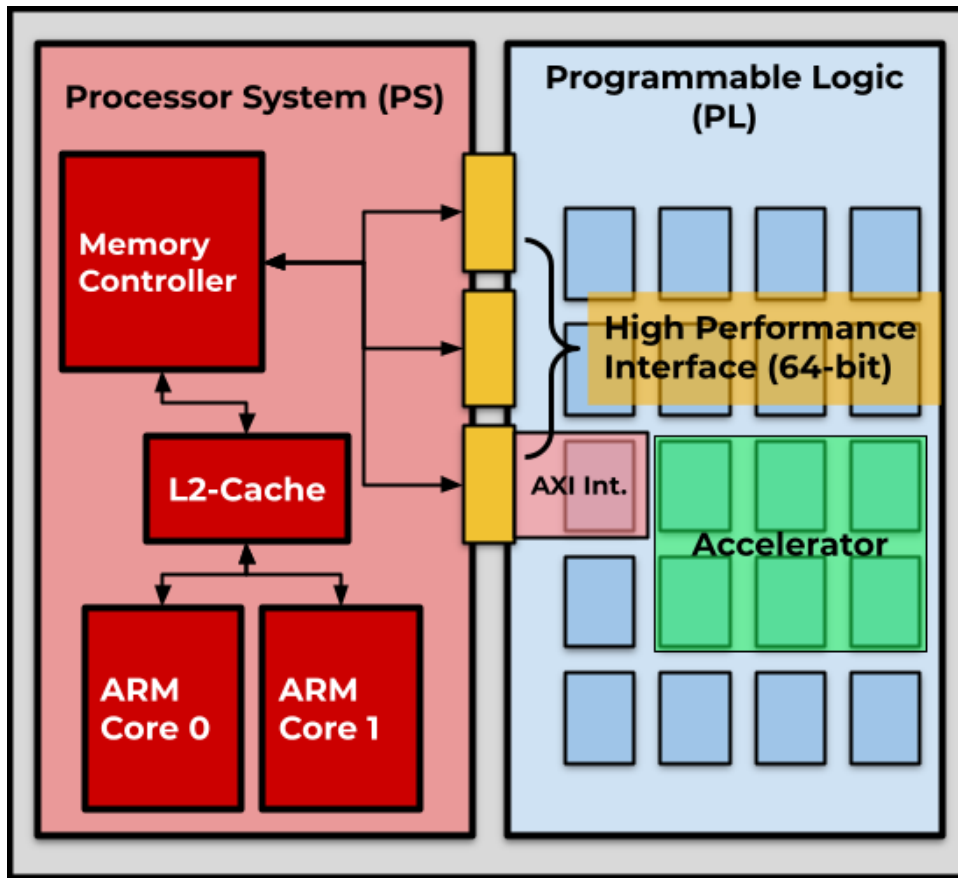 Processor System (PS)
Programmable Logic
(PL)
Memory
Controller
High Performance
Interface (64-bit)
L2-Cache
AXI Int.
Accelerator
ARM
Core 0
ARM
Core 1